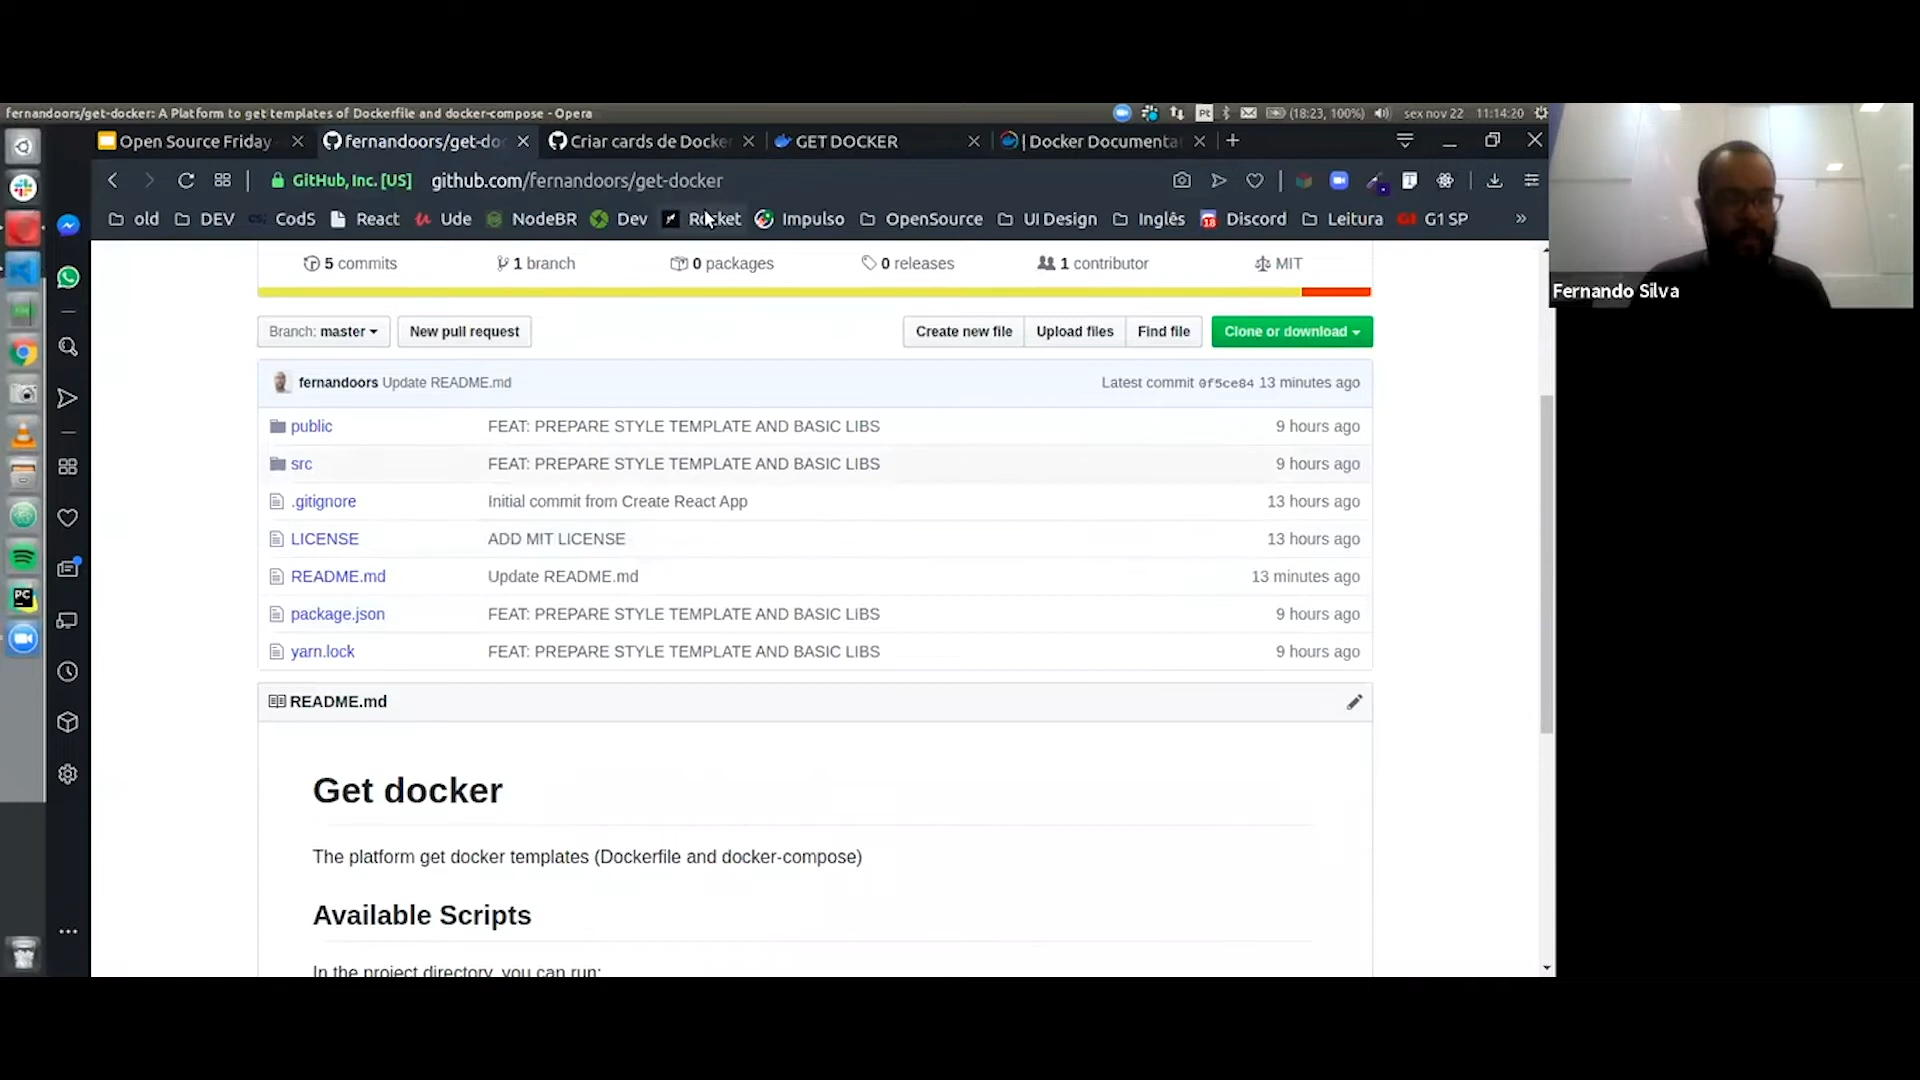 fernandoors/get-docker: A Platform to get templates of Dockerfile and docker-compose - Opera
Pt
(18:23, 100%)
sex nov 22
11:14:20
Open Source Friday
fernandoors/get-do
Criar cards de Docker
GET DOCKER
| Docker Documenta
GitHub, Inc. [US]
github.com/fernandoors/get-docker
old
DEV
CS:
CodS
React
Ude
NodeBR
Dev
Rocket
Impulso
OpenSource
UI Design
Inglês
18
Discord
Leitura
G1
G1 SP
»
5 commits
1 branch
0 packages
0 releases
1 contributor
MIT
Branch: master
New pull request
Create new file
Upload files
Find file
Clone or download
fernandoors Update README.md
Latest commit 0f5ce84 13 minutes ago
public
FEAT: PREPARE STYLE TEMPLATE AND BASIC LIBS
9 hours ago
src
FEAT: PREPARE STYLE TEMPLATE AND BASIC LIBS
9 hours ago
.gitignore
Initial commit from Create React App
13 hours ago
LICENSE
ADD MIT LICENSE
13 hours ago
README.md
Update README.md
13 minutes ago
package.json
FEAT: PREPARE STYLE TEMPLATE AND BASIC LIBS
9 hours ago
yarn.lock
FEAT: PREPARE STYLE TEMPLATE AND BASIC LIBS
9 hours ago
README.md
Get docker
The platform get docker templates (Dockerfile and docker-compose)
Available Scripts
In the project directory, you can run:
PC
Fernando Silva